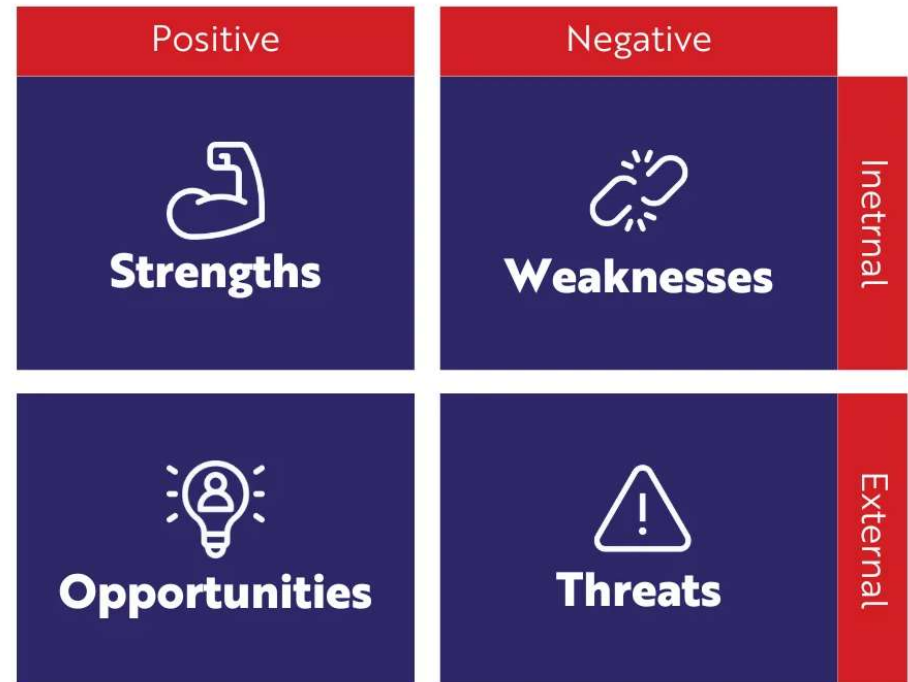 Positive
Negative
Strengths
Weaknesses
Inetrnal
Opportunities
Threats
External